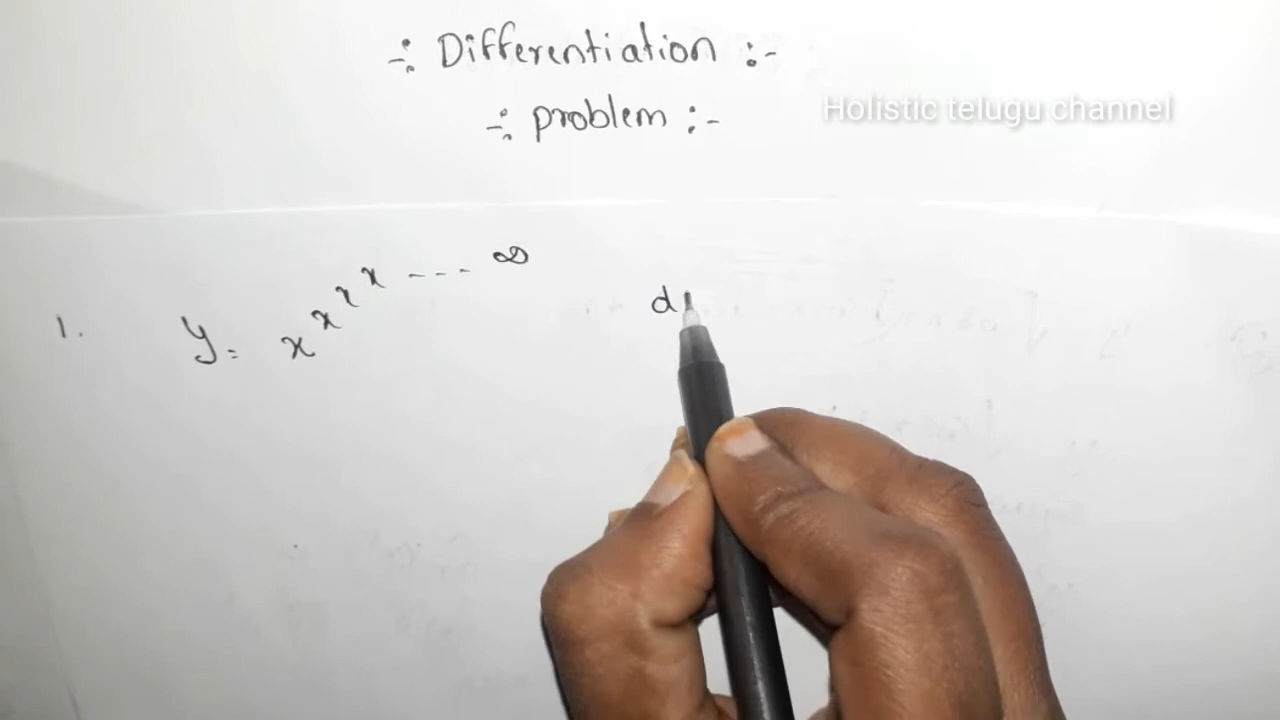 -: Differentiation :-
-: problem :-
Holistic telugu channel
1. y = x^x^x^x --- ∞ d